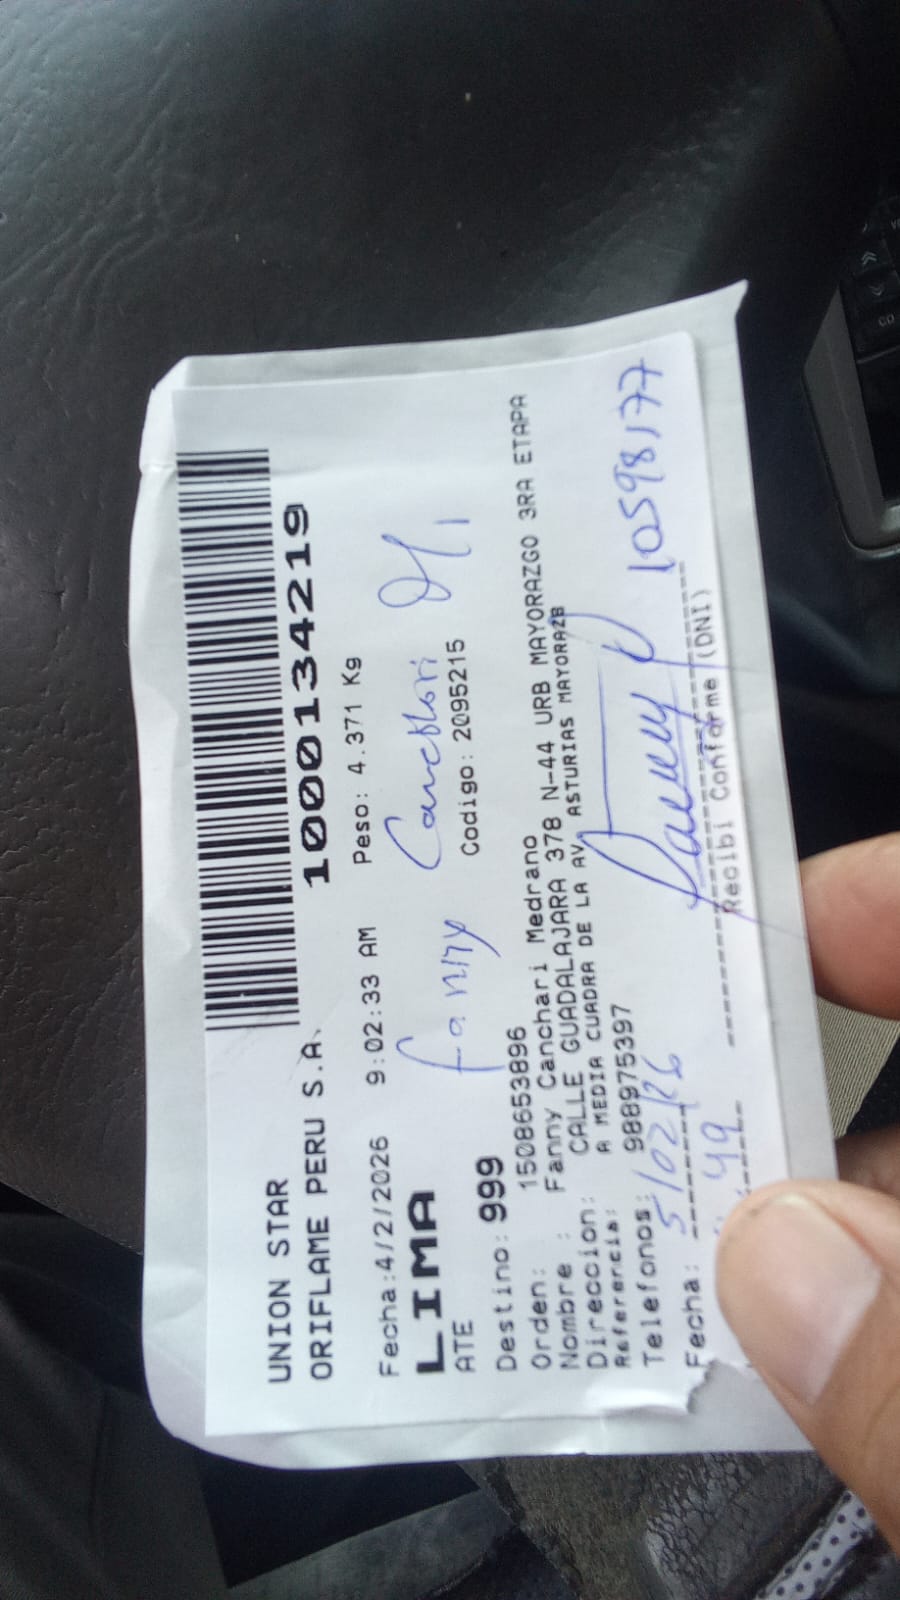 UNION STAR
ORIFLAME PERU S.A. 1000134219
Fecha:4/2/2026 9:02:33 AM Peso: 4.371 Kg
LIMA
Fanny Canchari
ATE
Destino: 999 Codigo: 2095215
Orden: 1508653896
Nombre : Fanny Canchari Medrano
Direccion: CALLE GUADALAJARA 378 N-44 URB MAYORAZGO 3RA ETAPA
Referencia: A MEDIA CUADRA DE LA AV. ASTURIAS MAYORAZG
Telefonos: 988975397
Fecha: 5/02/26
10598177
Recibi Conforme (DNI)
CD